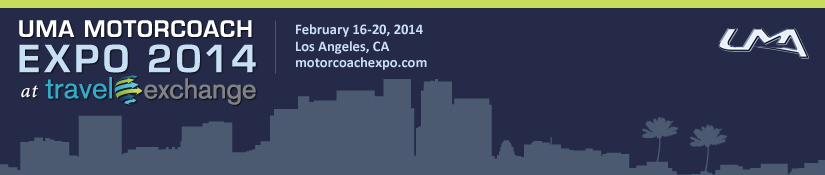 UMA MOTORCOACH
EXPO 2014
at travel exchange
February 16-20, 2014
Los Angeles, CA
motorcoachexpo.com
UMA